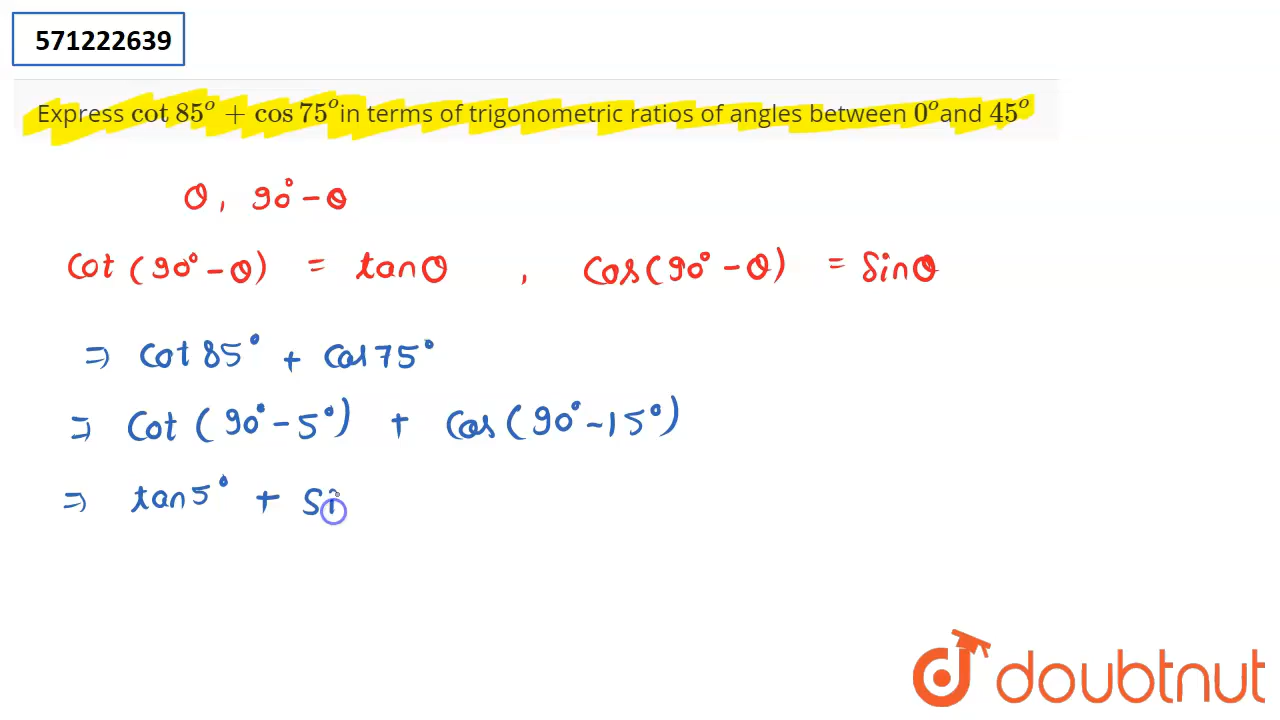 571222639
Express cot 85° + cos 75° in terms of trigonometric ratios of angles between 0° and 45°
θ, 90° - θ
Cot (90° - θ) = tanθ , Cos(90° - θ) = Sinθ
⇒ Cot 85° + Cos 75°
⇒ Cot (90° - 5°) + Cos (90° - 15°)
⇒ tan 5° + Si
doubtnut